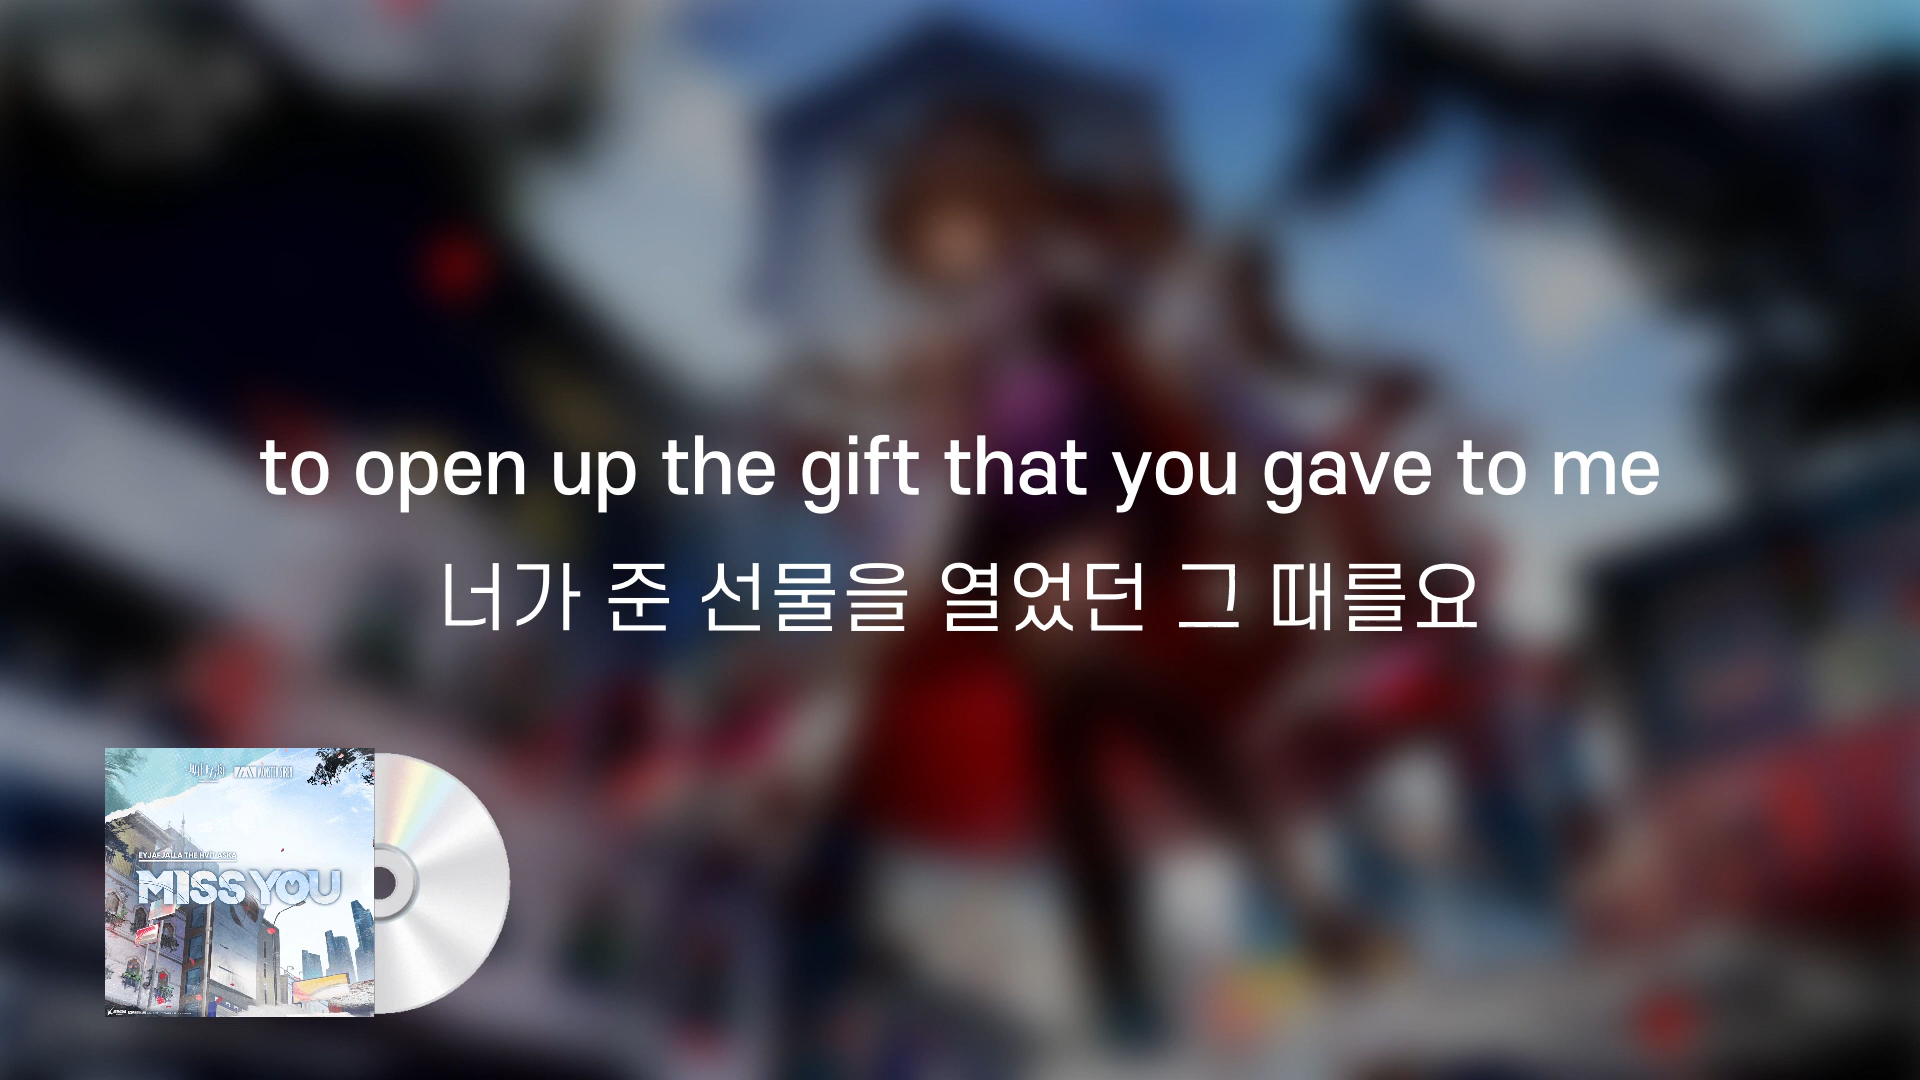 to open up the gift that you gave to me
너가 준 선물을 열었던 그 때를요
EYJAFJALLA THE HVIT ASKA
MISS YOU